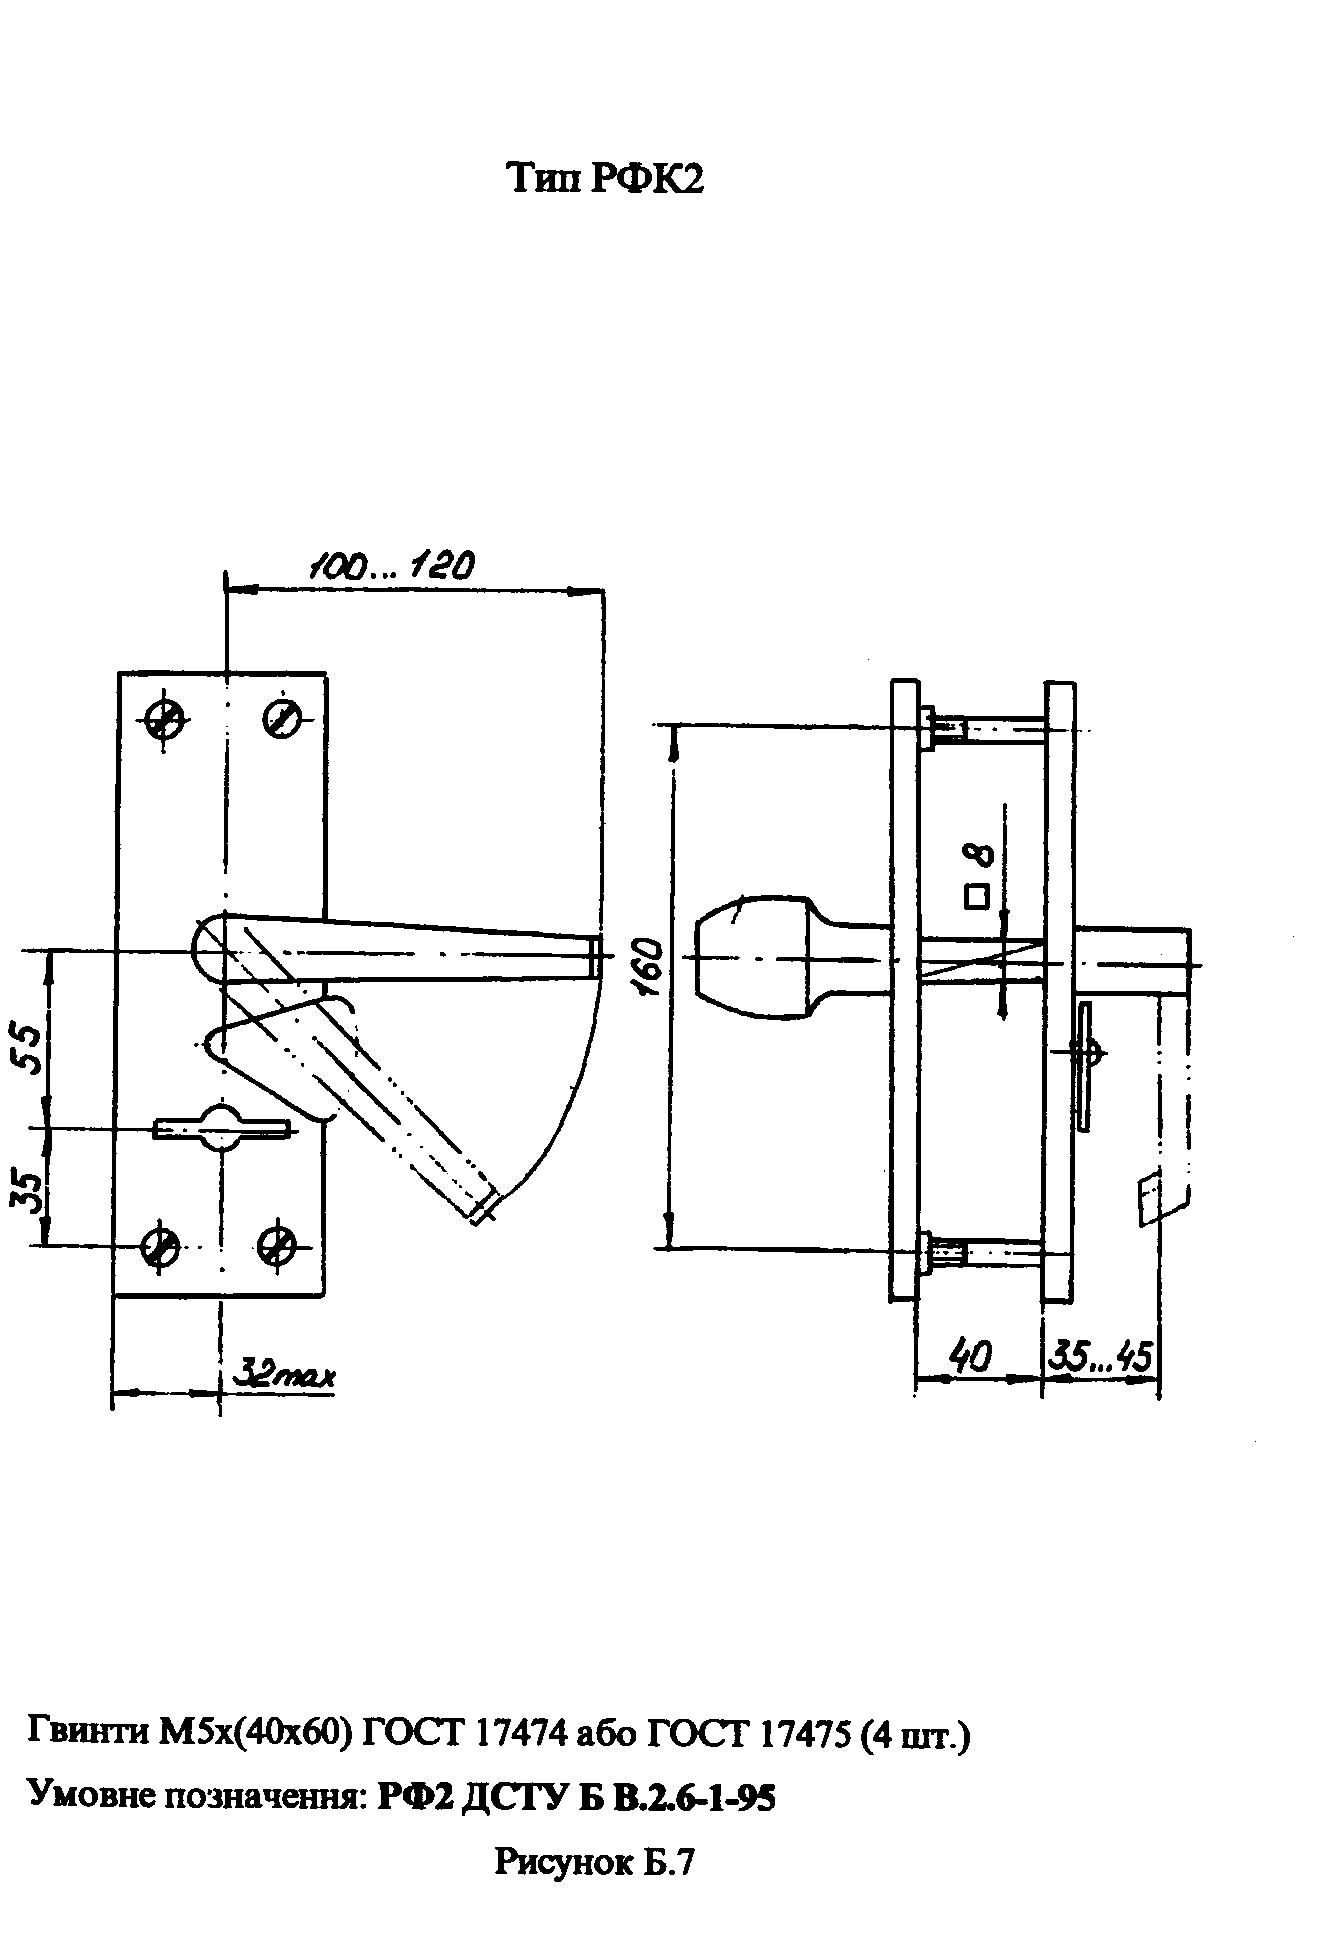 Тип РФК2
100...120
160
□ 8
55
35
32max
40
35...45
Гвинти М5х(40х60) ГОСТ 17474 або ГОСТ 17475 (4 шт.)
Умовне позначення: РФ2 ДСТУ Б В.2.6-1-95
Рисунок Б.7